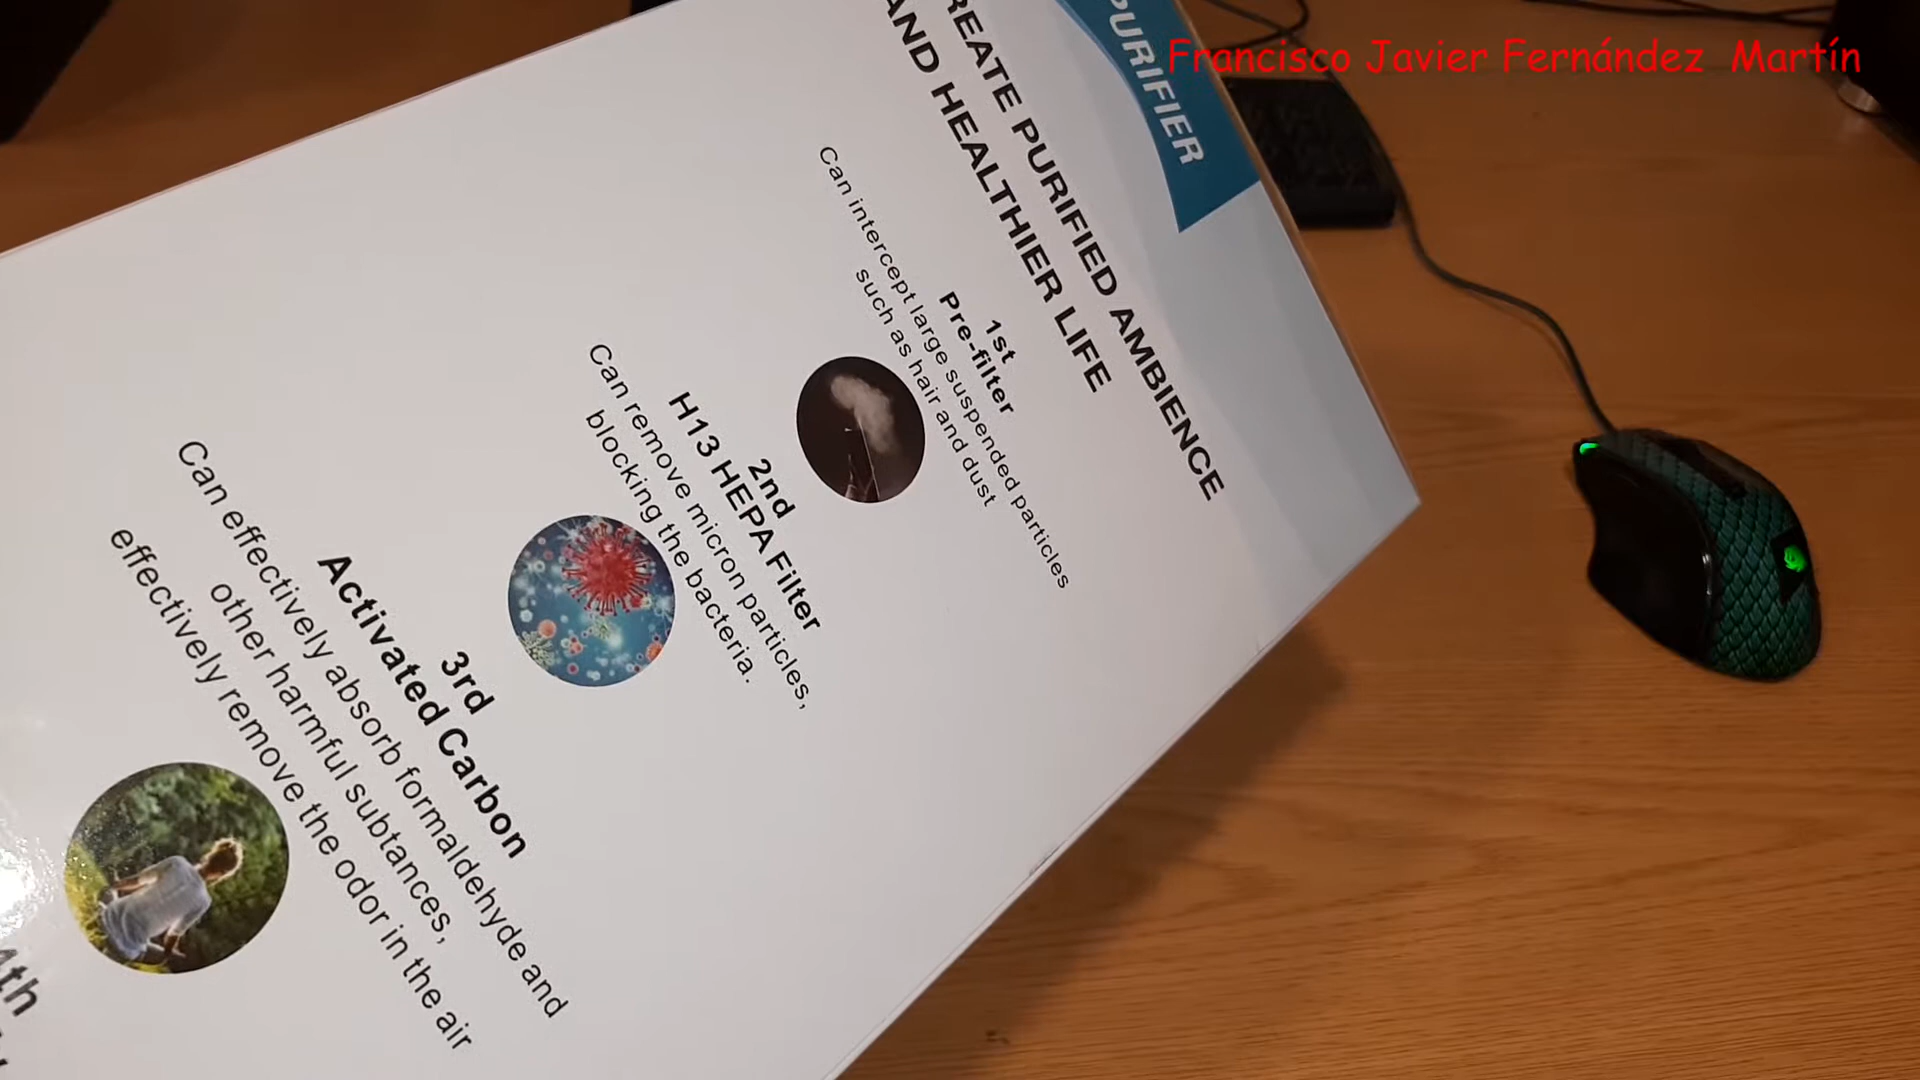 Francisco Javier Fernández Martín
PURIFIER
REATE PURIFIED AMBIENCE
AND HEALTHIER LIFE
1st
Pre-filter
Can intercept large suspended particles
such as hair and dust
2nd
H13 HEPA Filter
Can remove micron particles,
blocking the bacteria.
3rd
Activated Carbon
Can effectively absorb formaldehyde and
other harmful subtances,
effectively remove the odor in the air
4th